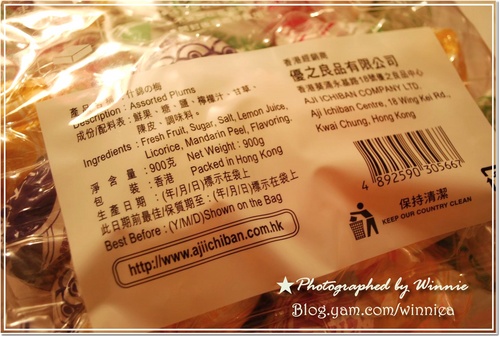 什錦の梅
Description : Assorted Plums
成份/配料表 : 鮮果、糖、鹽、檸檬汁、甘草、
陳皮、調味料。
Ingredients : Fresh Fruit, Sugar, Salt, Lemon Juice,
Licorice, Mandarin Peel, Flavoring.
淨 含 量 : 900克 Net Weight : 900g
包 裝 : 香港 Packed in Hong Kong
生 產 日 期 : (年/月/日)標示在袋上
此日期前最佳/保質期至 : (年/月/日)標示在袋上
Best Before : (Y/M/D)Shown on the Bag
http://www.ajiichiban.com.hk
香港經銷商
優之良品有限公司
香港葵涌永基路18號優之良品中心
AJI ICHIBAN COMPANY LTD.
Aji Ichiban Centre, 18 Wing Kei Rd.,
Kwai Chung, Hong Kong
4 892590 305667
保持清潔
KEEP OUR COUNTRY CLEAN
Photographed by Winnie
Blog.yam.com/winnica